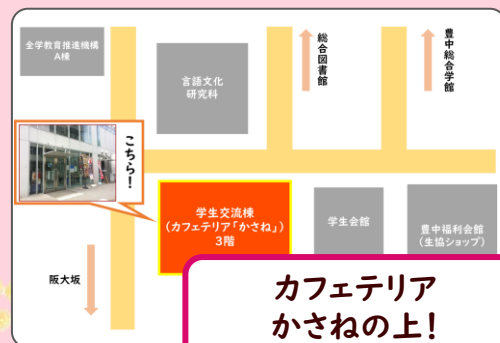 全学教育推進機構
A棟
言語文化
研究科
総合図書館
豊中総合学館
こちら!
学生交流棟
(カフェテリア「かさね」)
3階
学生会館
豊中福利会館
(生協ショップ)
阪大坂
カフェテリア
かさねの上!